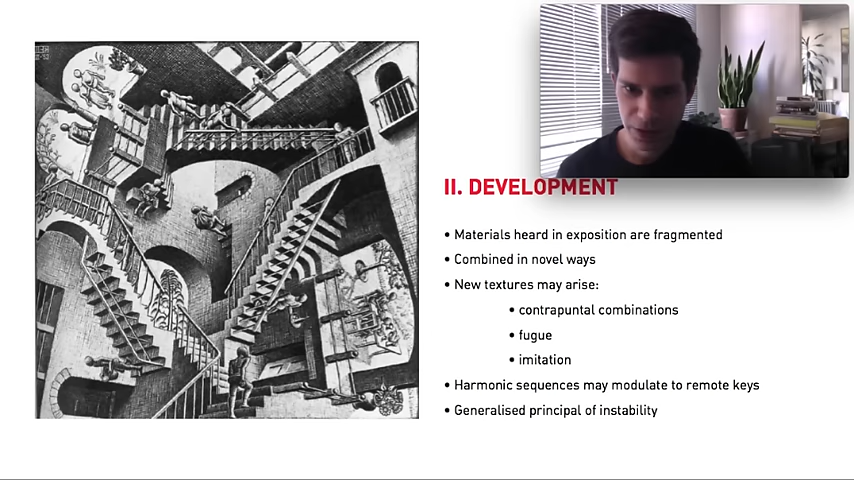 II. DEVELOPMENT
• Materials heard in exposition are fragmented
• Combined in novel ways
• New textures may arise:
• contrapuntal combinations
• fugue
• imitation
• Harmonic sequences may modulate to remote keys
• Generalised principal of instability